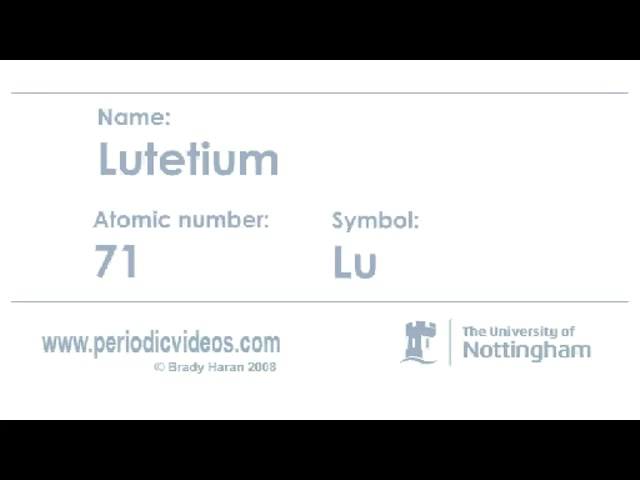 Name:
Lutetium
Atomic number:
Symbol:
71
Lu
www.periodicvideos.com
© Brady Haran 2008
The University of
Nottingham